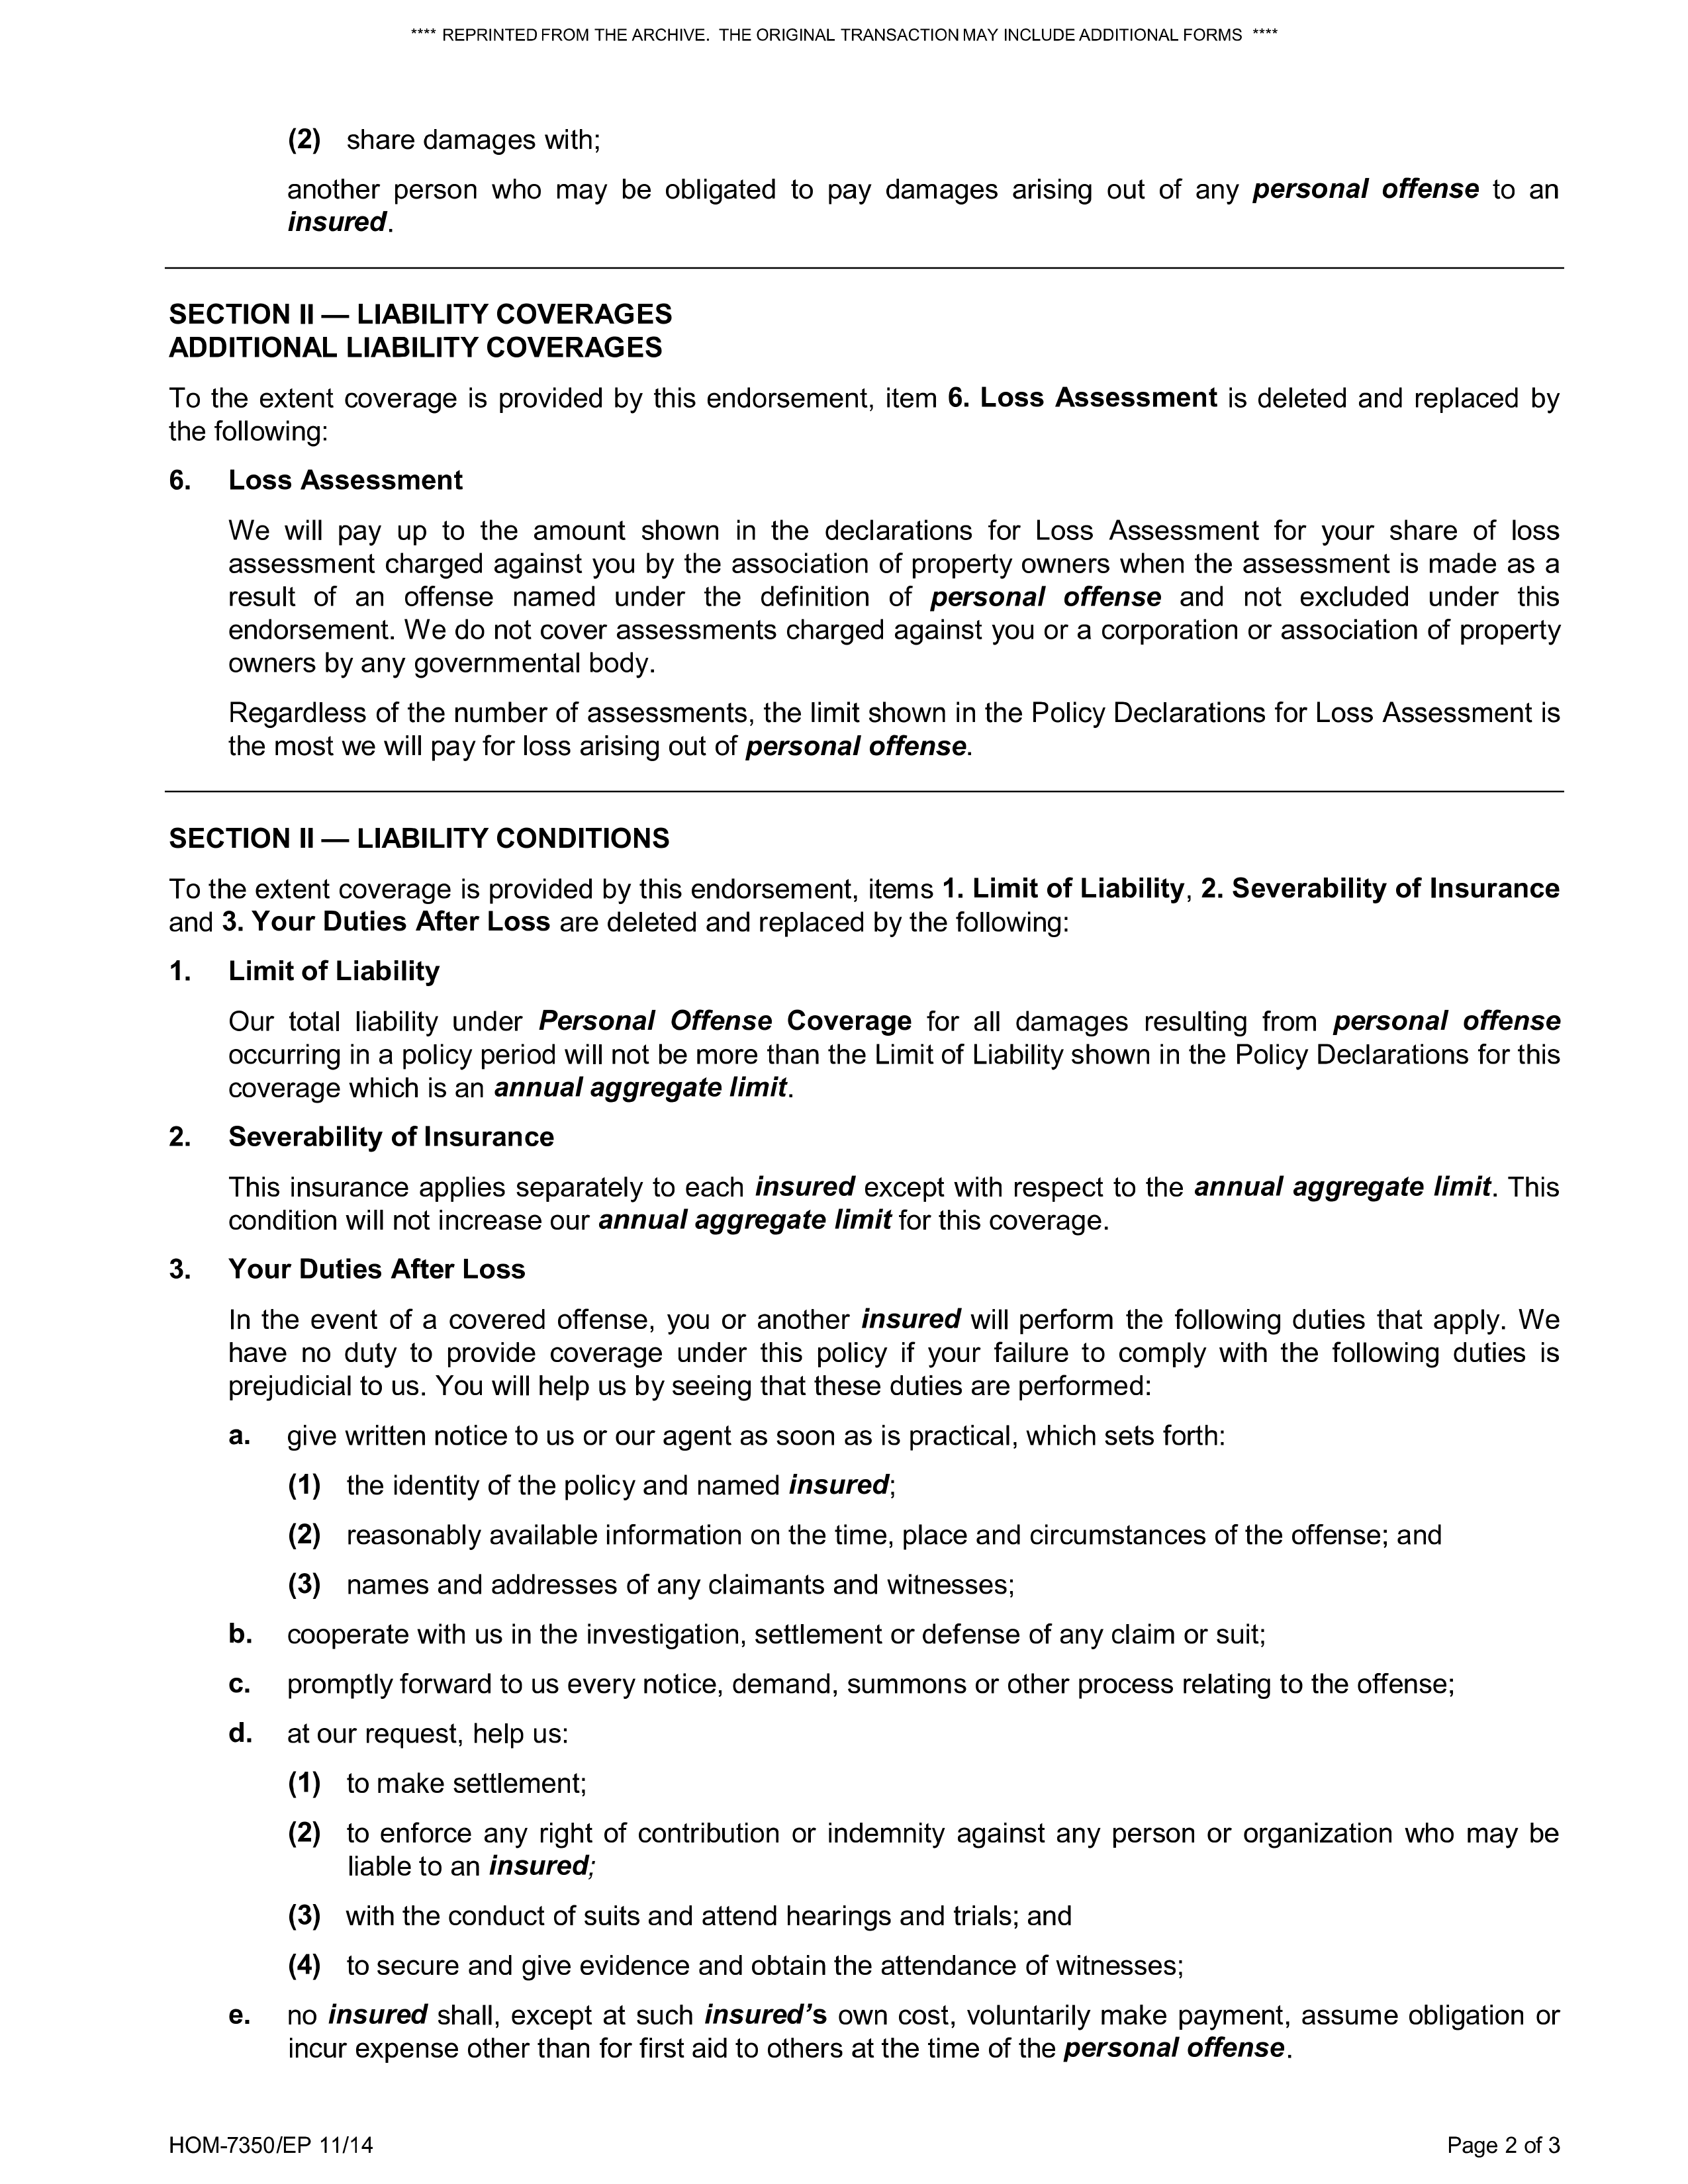 **** REPRINTED FROM THE ARCHIVE. THE ORIGINAL TRANSACTION MAY INCLUDE ADDITIONAL FORMS ****
(2) share damages with;
another person who may be obligated to pay damages arising out of any personal offense to an
insured.
SECTION II — LIABILITY COVERAGES
ADDITIONAL LIABILITY COVERAGES
To the extent coverage is provided by this endorsement, item 6. Loss Assessment is deleted and replaced by
the following:
6. Loss Assessment
We will pay up to the amount shown in the declarations for Loss Assessment for your share of loss
assessment charged against you by the association of property owners when the assessment is made as a
result of an offense named under the definition of personal offense and not excluded under this
endorsement. We do not cover assessments charged against you or a corporation or association of property
owners by any governmental body.
Regardless of the number of assessments, the limit shown in the Policy Declarations for Loss Assessment is
the most we will pay for loss arising out of personal offense.
SECTION II — LIABILITY CONDITIONS
To the extent coverage is provided by this endorsement, items 1. Limit of Liability, 2. Severability of Insurance
and 3. Your Duties After Loss are deleted and replaced by the following:
1. Limit of Liability
Our total liability under Personal Offense Coverage for all damages resulting from personal offense
occurring in a policy period will not be more than the Limit of Liability shown in the Policy Declarations for this
coverage which is an annual aggregate limit.
2. Severability of Insurance
This insurance applies separately to each insured except with respect to the annual aggregate limit. This
condition will not increase our annual aggregate limit for this coverage.
3. Your Duties After Loss
In the event of a covered offense, you or another insured will perform the following duties that apply. We
have no duty to provide coverage under this policy if your failure to comply with the following duties is
prejudicial to us. You will help us by seeing that these duties are performed:
a. give written notice to us or our agent as soon as is practical, which sets forth:
(1) the identity of the policy and named insured;
(2) reasonably available information on the time, place and circumstances of the offense; and
(3) names and addresses of any claimants and witnesses;
b. cooperate with us in the investigation, settlement or defense of any claim or suit;
c. promptly forward to us every notice, demand, summons or other process relating to the offense;
d. at our request, help us:
(1) to make settlement;
(2) to enforce any right of contribution or indemnity against any person or organization who may be
liable to an insured;
(3) with the conduct of suits and attend hearings and trials; and
(4) to secure and give evidence and obtain the attendance of witnesses;
e. no insured shall, except at such insured's own cost, voluntarily make payment, assume obligation or
incur expense other than for first aid to others at the time of the personal offense.
HOM-7350/EP 11/14 Page 2 of 3